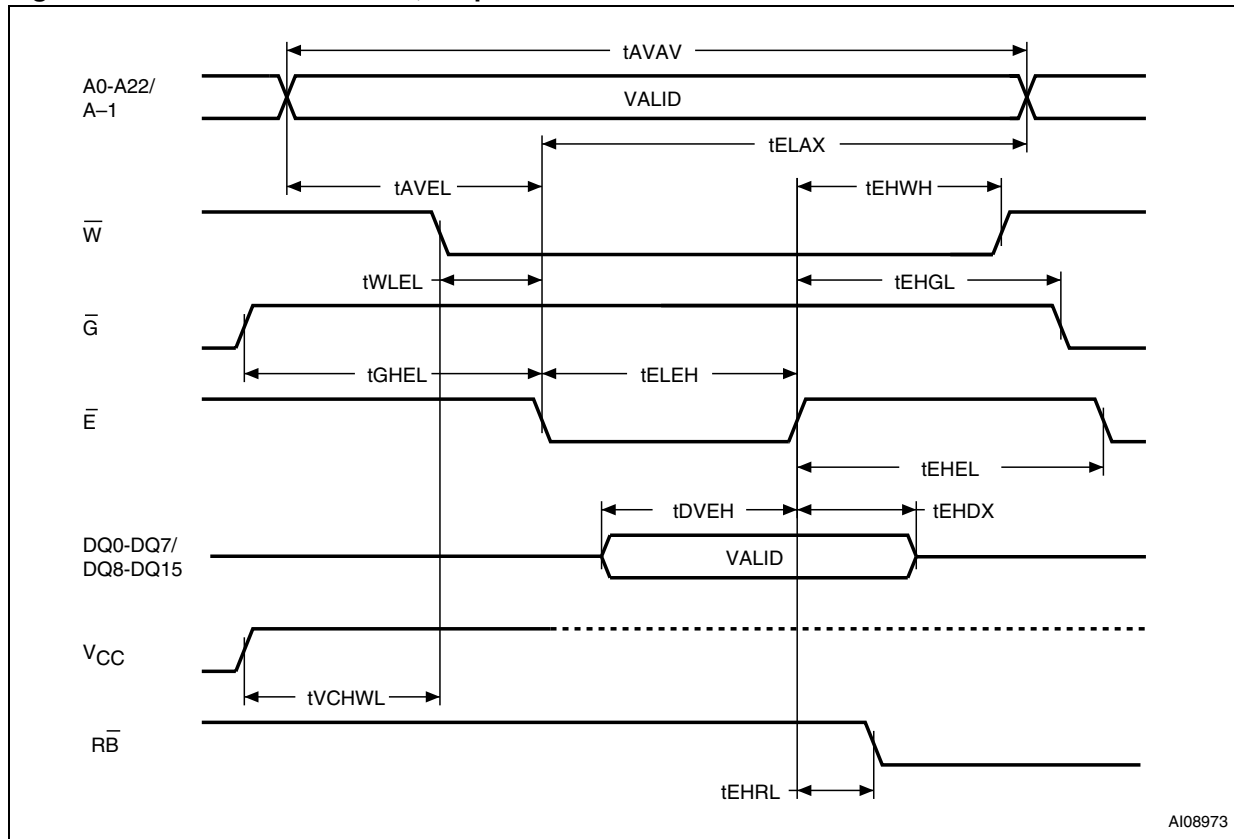 tAVAV
A0-A22/
A–1
VALID
tELAX
tAVEL
tEHWH
W̅
tWLEL
tEHGL
G̅
tGHEL
tELEH
E̅
tEHEL
tDVEH
tEHDX
DQ0-DQ7/
DQ8-DQ15
VALID
VCC
tVCHWL
RB̅
tEHRL
AI08973